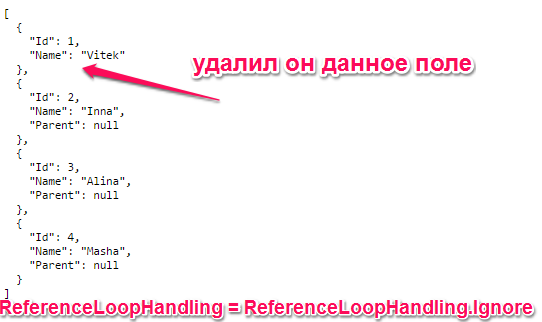 [
{
"Id": 1,
"Name": "Vitek"
},
удалил он данное поле
{
"Id": 2,
"Name": "Inna",
"Parent": null
},
{
"Id": 3,
"Name": "Alina",
"Parent": null
},
{
"Id": 4,
"Name": "Masha",
"Parent": null
}
]
ReferenceLoopHandling = ReferenceLoopHandling.Ignore